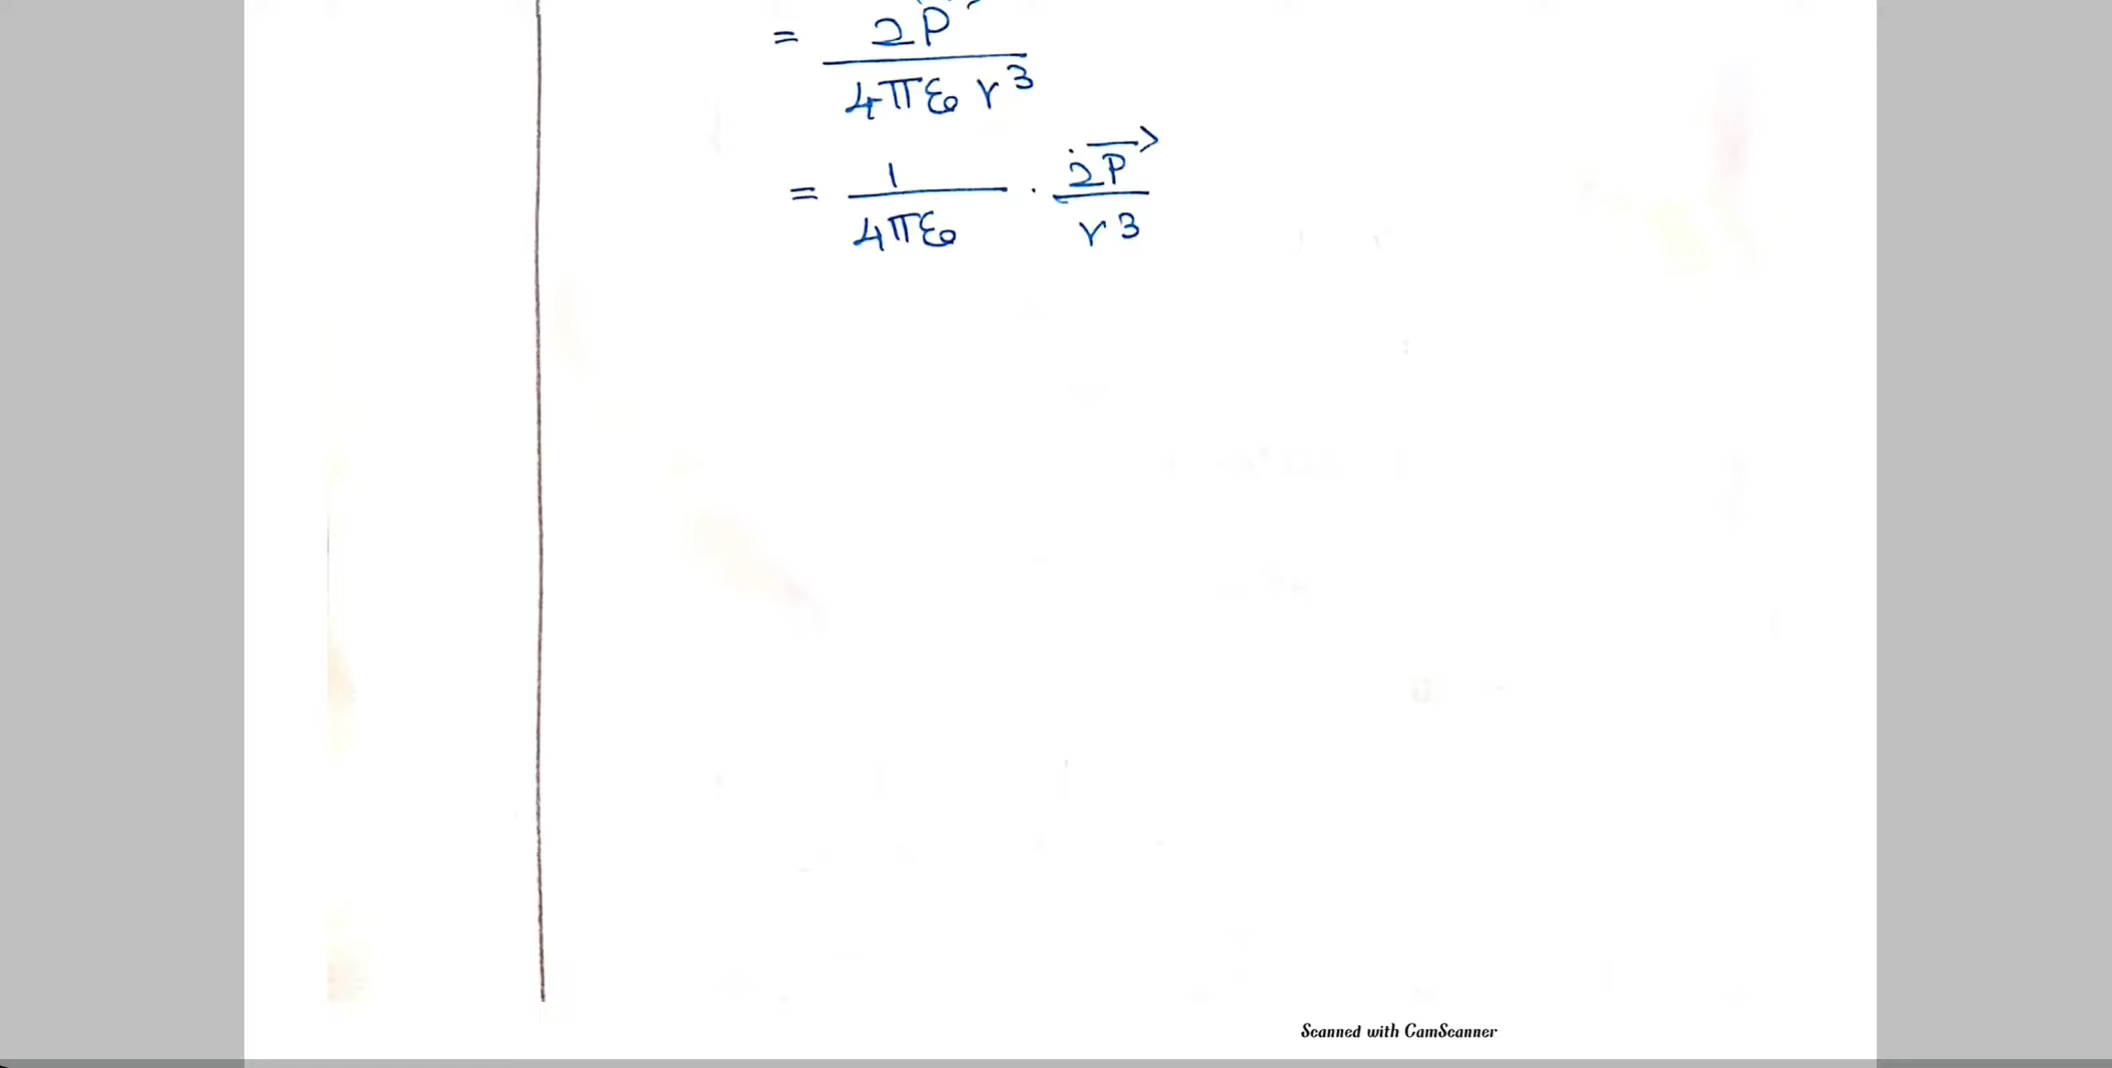 = 2P / 4πε₀ r³
= 1 / 4πε₀ · 2P⃗ / r³
Scanned with CamScanner